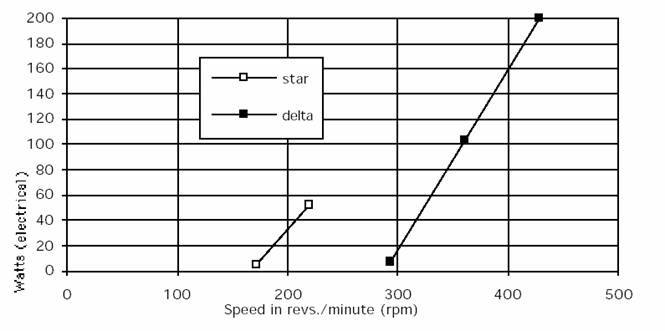 200
180
160
140
120
100
80
60
40
20
0
Watts (electrical)
star
delta
0 100 200 300 400 500
Speed in revs./minute (rpm)